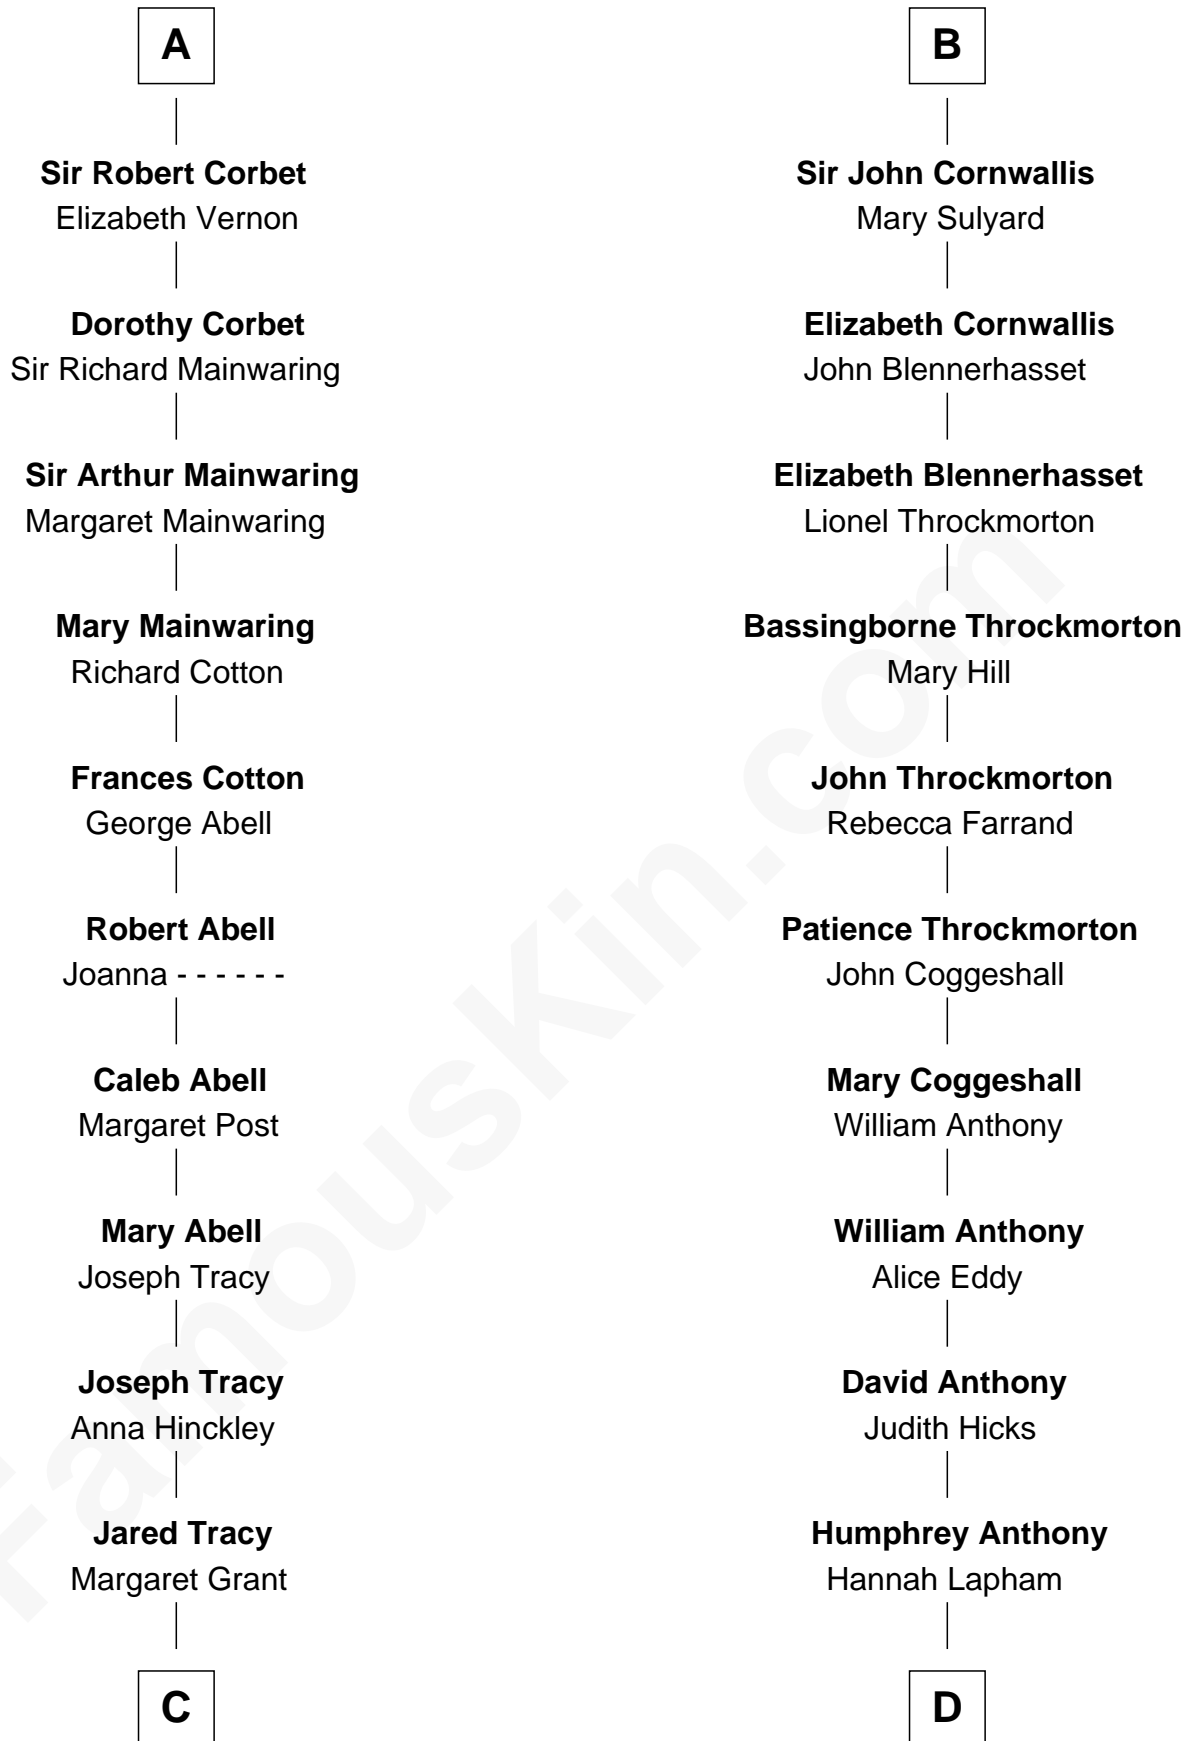 A
Sir Robert Corbet
Elizabeth Vernon
Dorothy Corbet
Sir Richard Mainwaring
Sir Arthur Mainwaring
Margaret Mainwaring
Mary Mainwaring
Richard Cotton
Frances Cotton
George Abell
Robert Abell
Joanna - - - - - -
Caleb Abell
Margaret Post
Mary Abell
Joseph Tracy
Joseph Tracy
Anna Hinckley
Jared Tracy
Margaret Grant
C
B
Sir John Cornwallis
Mary Sulyard
Elizabeth Cornwallis
John Blennerhasset
Elizabeth Blennerhasset
Lionel Throckmorton
Bassingborne Throckmorton
Mary Hill
John Throckmorton
Rebecca Farrand
Patience Throckmorton
John Coggeshall
Mary Coggeshall
William Anthony
William Anthony
Alice Eddy
David Anthony
Judith Hicks
Humphrey Anthony
Hannah Lapham
D
FamousKin.com